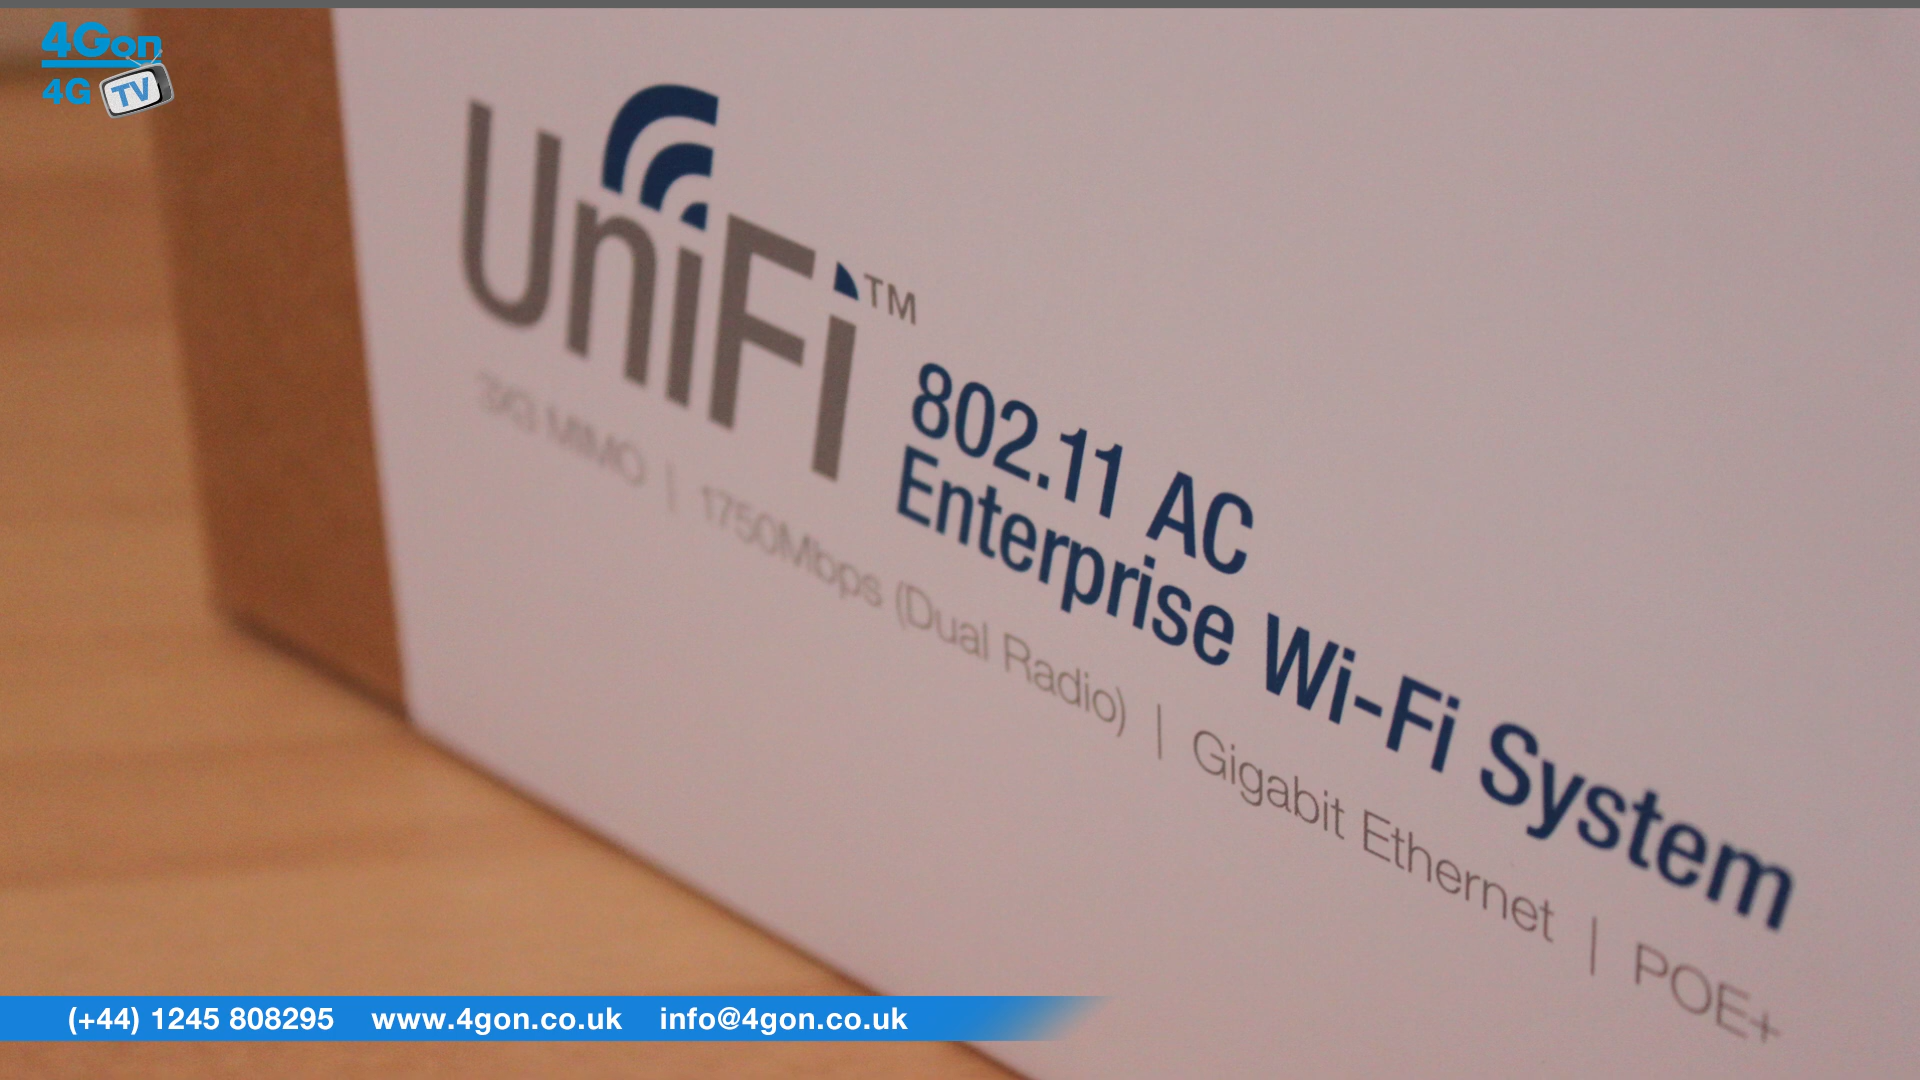 4Gon
4G TV
UniFi™
802.11 AC
Enterprise Wi-Fi System
3X3 MIMO | 1750Mbps (Dual Radio) | Gigabit Ethernet | POE+
(+44) 1245 808295 www.4gon.co.uk info@4gon.co.uk